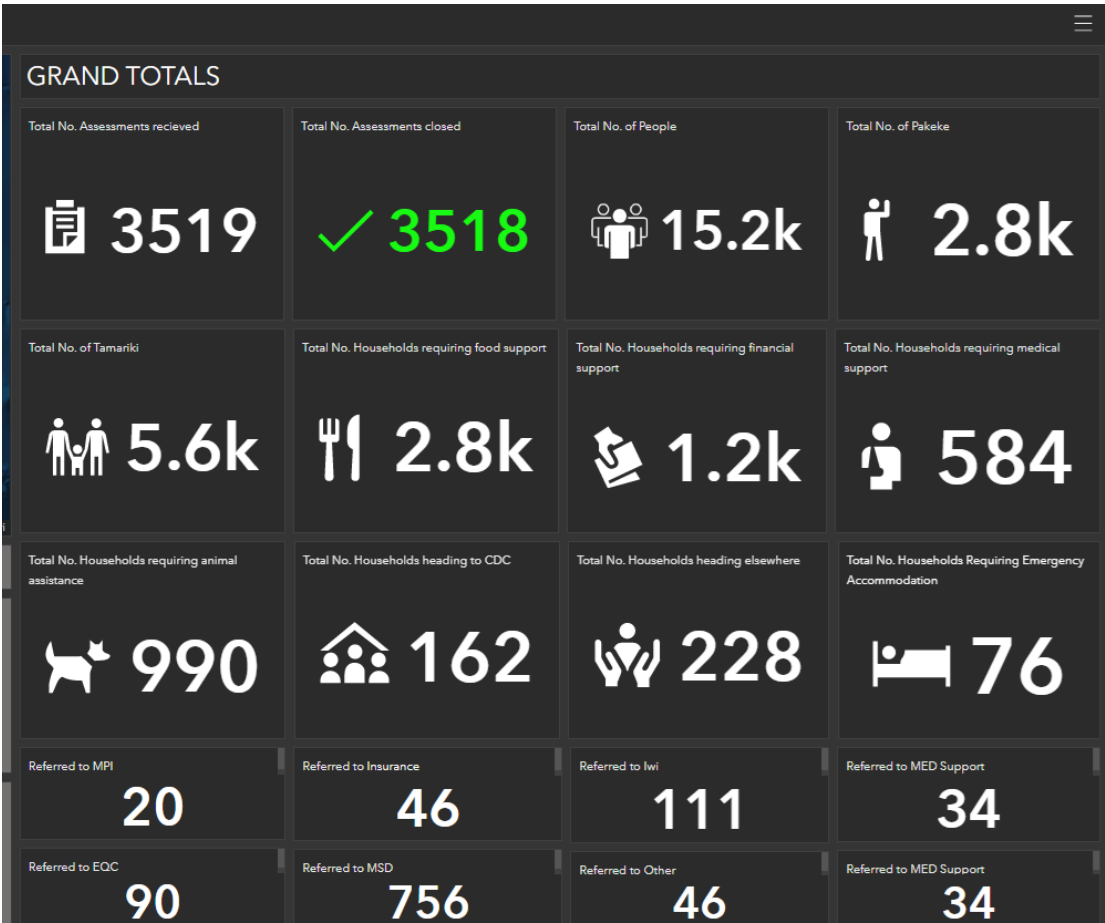 GRAND TOTALS
Total No. Assessments recieved
3519
Total No. Assessments closed
3518
Total No. of People
15.2k
Total No. of Pakeke
2.8k
Total No. of Tamariki
5.6k
Total No. Households requiring food support
2.8k
Total No. Households requiring financial
support
1.2k
Total No. Households requiring medical
support
584
Total No. Households requiring animal
assistance
990
Total No. Households heading to CDC
162
Total No. Households heading elsewhere
228
Total No. Households Requiring Emergency
Accommodation
76
Referred to MPI
20
Referred to Insurance
46
Referred to Iwi
111
Referred to MED Support
34
Referred to EQC
90
Referred to MSD
756
Referred to Other
46
Referred to MED Support
34